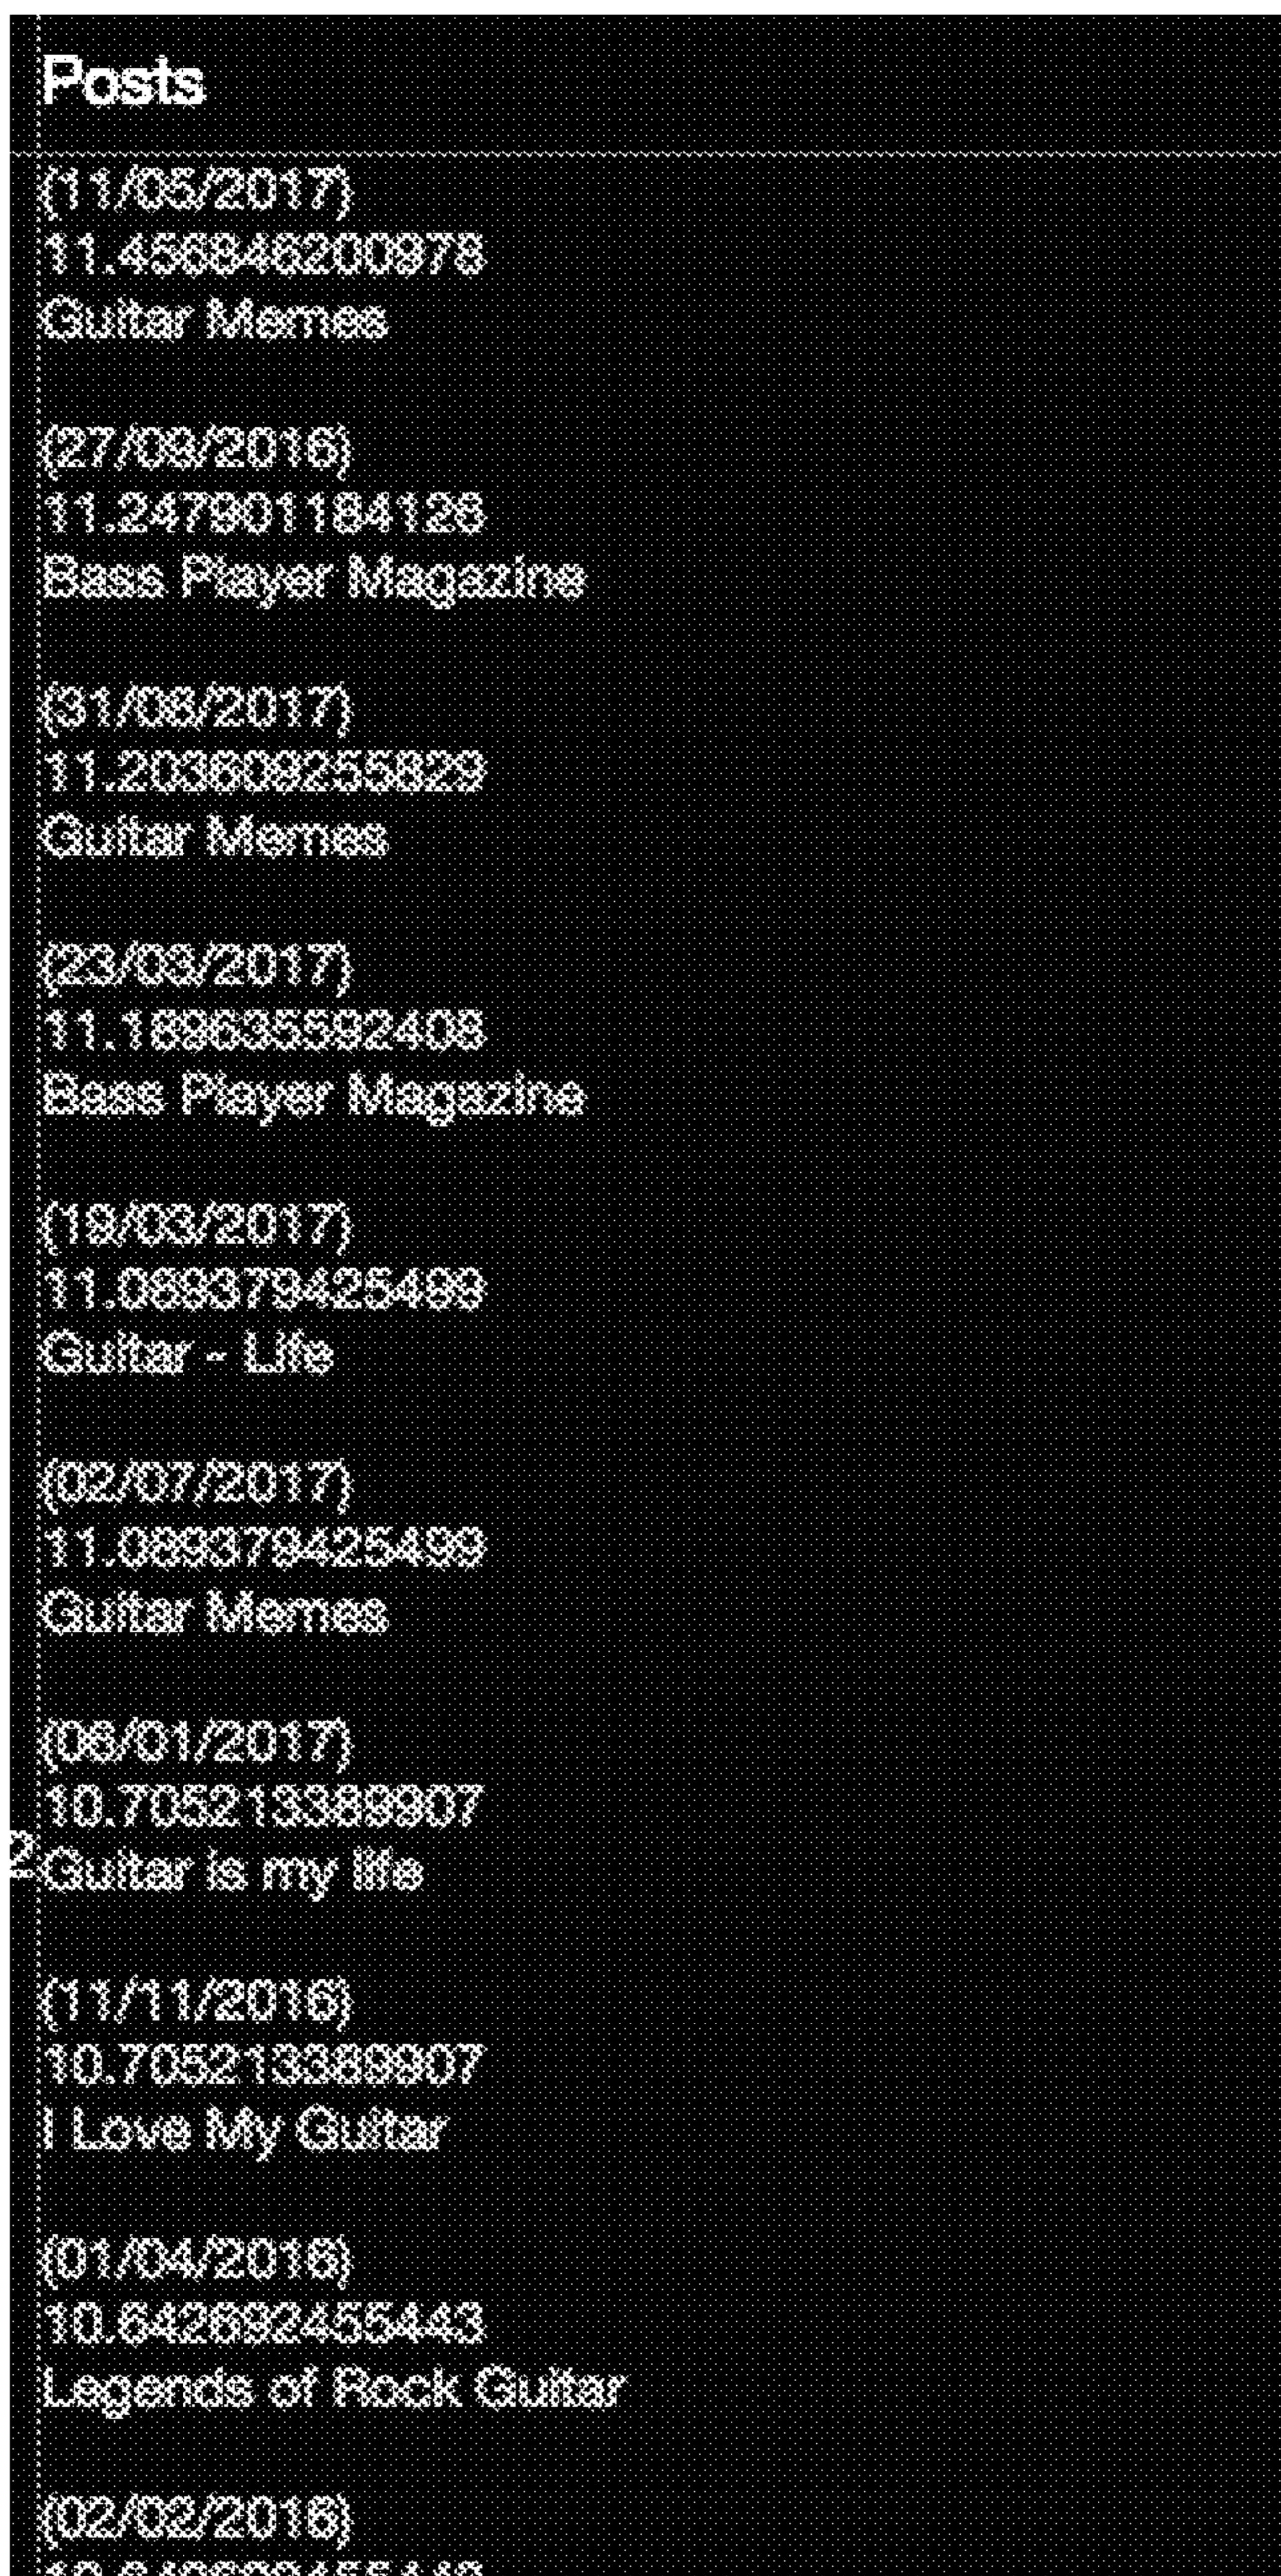 Posts
(11/05/2017)
11.456846200978
Guitar Memes
(27/09/2016)
11.247901184128
Bass Player Magazine
(31/08/2017)
11.203609255829
Guitar Memes
(23/03/2017)
11.189635592408
Bass Player Magazine
(19/03/2017)
11.089379425499
Guitar - Life
(02/07/2017)
11.089379425499
Guitar Memes
(06/01/2017)
10.705213389907
2
Guitar is my life
(11/11/2016)
10.705213389907
I Love My Guitar
(01/04/2016)
10.642692455443
Legends of Rock Guitar
(02/02/2016)